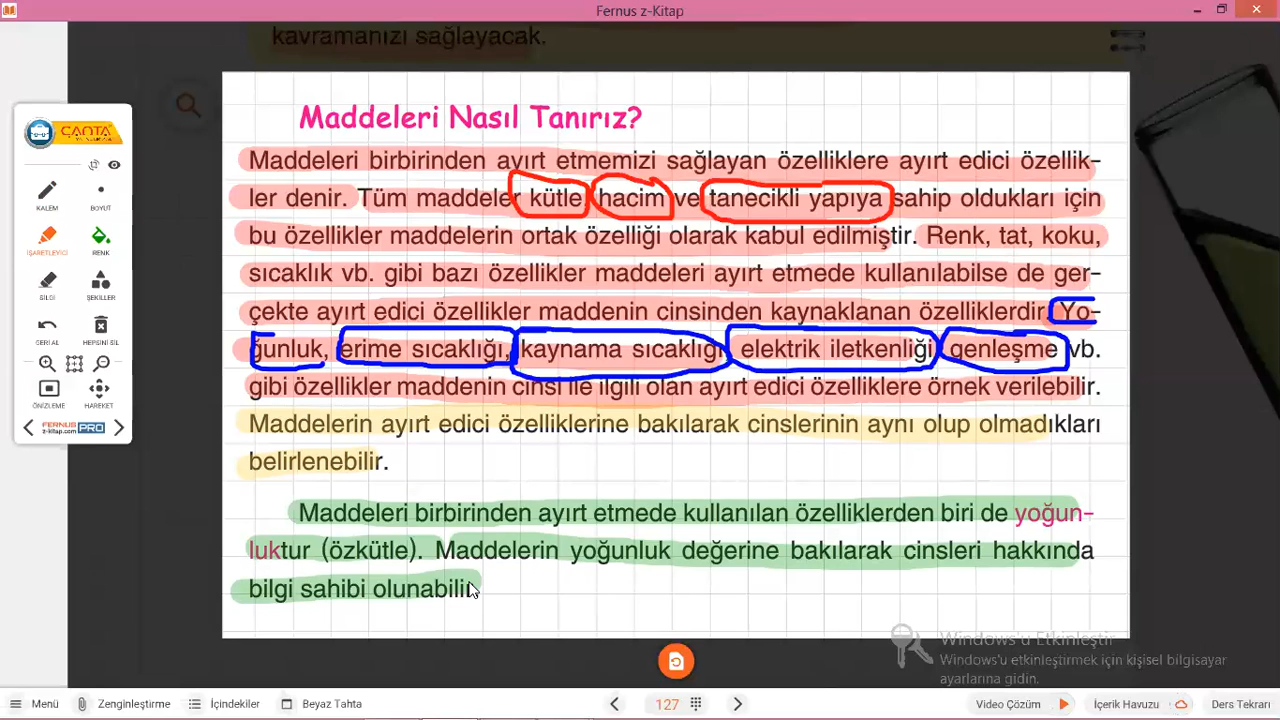 Fernus z-Kitap
kavramanızı sağlayacak.
Maddeleri Nasıl Tanırız?
Maddeleri birbirinden ayırt etmemizi sağlayan özelliklere ayırt edici özellik-
ler denir. Tüm maddeler kütle, hacim ve tanecikli yapıya sahip oldukları için
bu özellikler maddelerin ortak özelliği olarak kabul edilmiştir. Renk, tat, koku,
sıcaklık vb. gibi bazı özellikler maddeleri ayırt etmede kullanılabilse de ger-
çekte ayırt edici özellikler maddenin cinsinden kaynaklanan özelliklerdir. Yo-
ğunluk, erime sıcaklığı, kaynama sıcaklığı, elektrik iletkenliği, genleşme vb.
gibi özellikler maddenin cinsi ile ilgili olan ayırt edici özelliklere örnek verilebilir.
Maddelerin ayırt edici özelliklerine bakılarak cinslerinin aynı olup olmadıkları
belirlenebilir.
Maddeleri birbirinden ayırt etmede kullanılan özelliklerden biri de yoğun-
luktur (özkütle). Maddelerin yoğunluk değerine bakılarak cinsleri hakkında
bilgi sahibi olunabilir.
ÇANTA
KALEM BOYUT
İŞARETLEYİCİ RENK
SİLGİ ŞEKİLLER
GERİ AL HEPSİNİ SİL
ÖNİZLEME HAREKET
FERNUS
z-kitap.com PRO
Windows'u Etkinleştir
Windows'u etkinleştirmek için kişisel bilgisayar
ayarlarına gidin.
Menü Zenginleştirme İçindekiler Beyaz Tahta 127 Video Çözüm İçerik Havuzu Ders Tekrarı